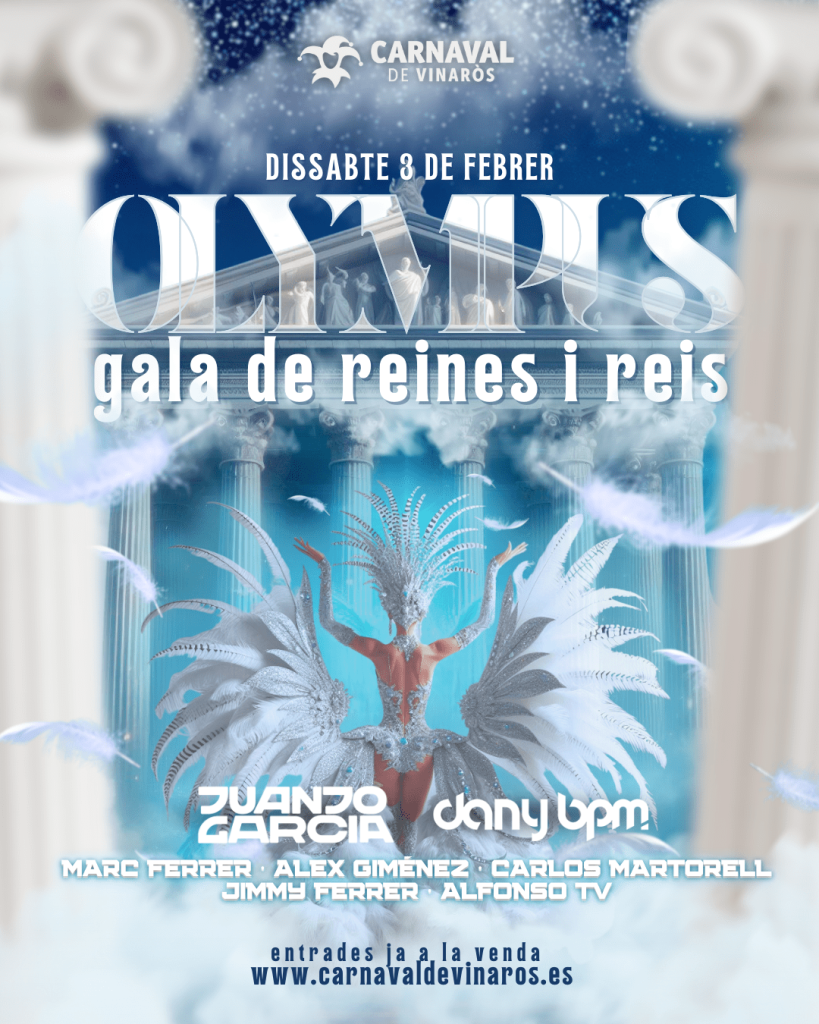 CARNAVAL
DE VINARÒS
DISSABTE 8 DE FEBRER
OLYMPUS
gala de reines i reis
JUANJO
GARCIA
dany bpm
MARC FERRER · ALEX GIMÉNEZ · CARLOS MARTORELL
JIMMY FERRER · ALFONSO TV
entrades ja a la venda
www.carnavaldevinaros.es